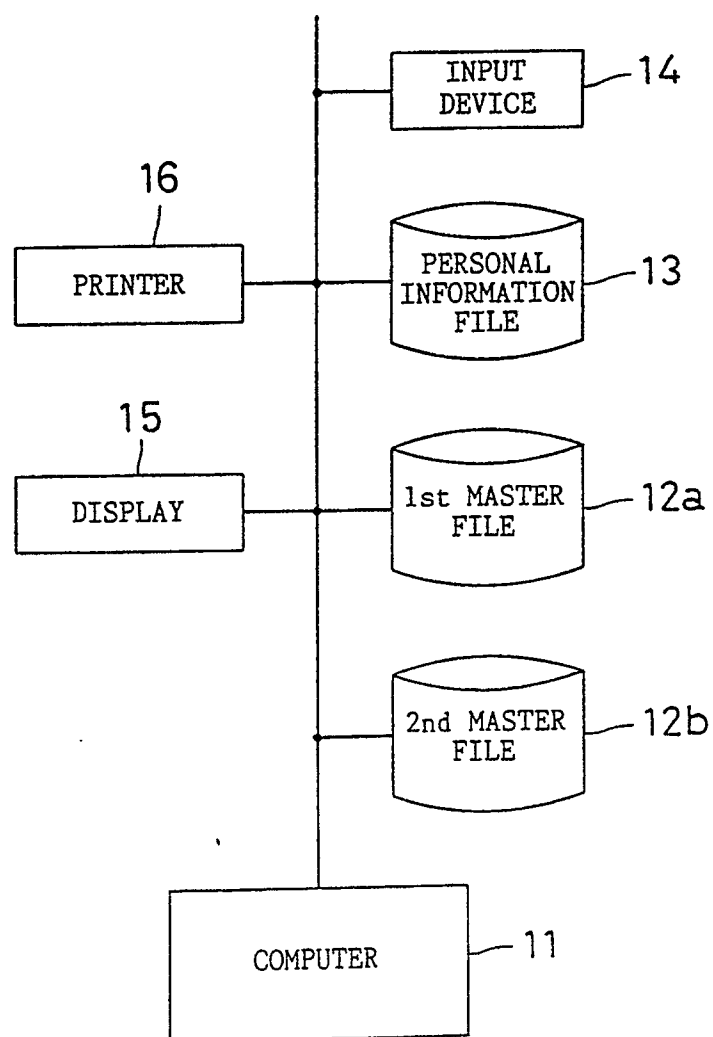 INPUT
DEVICE
14
16
PRINTER
PERSONAL
INFORMATION
FILE
13
15
DISPLAY
1st MASTER
FILE
12a
2nd MASTER
FILE
12b
COMPUTER
11